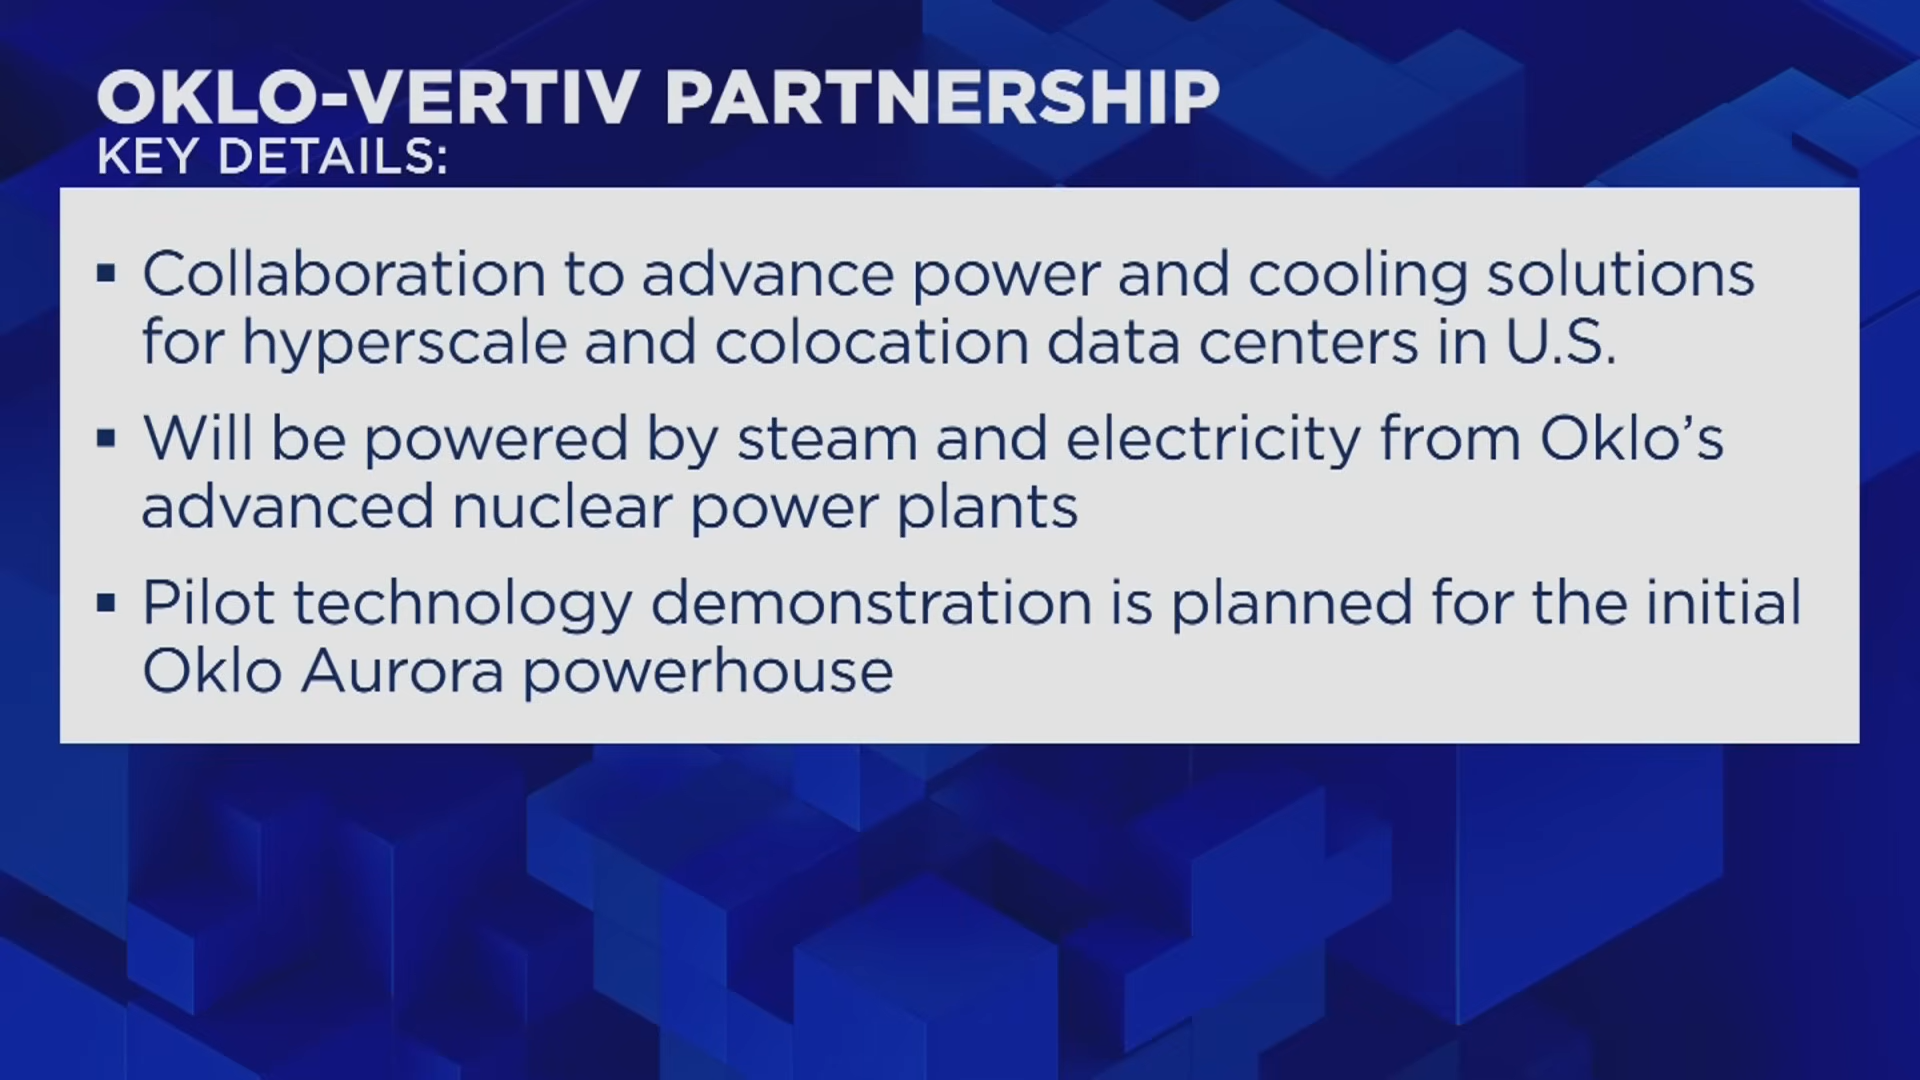 OKLO-VERTIV PARTNERSHIP
KEY DETAILS:
▪ Collaboration to advance power and cooling solutions
for hyperscale and colocation data centers in U.S.
▪ Will be powered by steam and electricity from Oklo’s
advanced nuclear power plants
▪ Pilot technology demonstration is planned for the initial
Oklo Aurora powerhouse